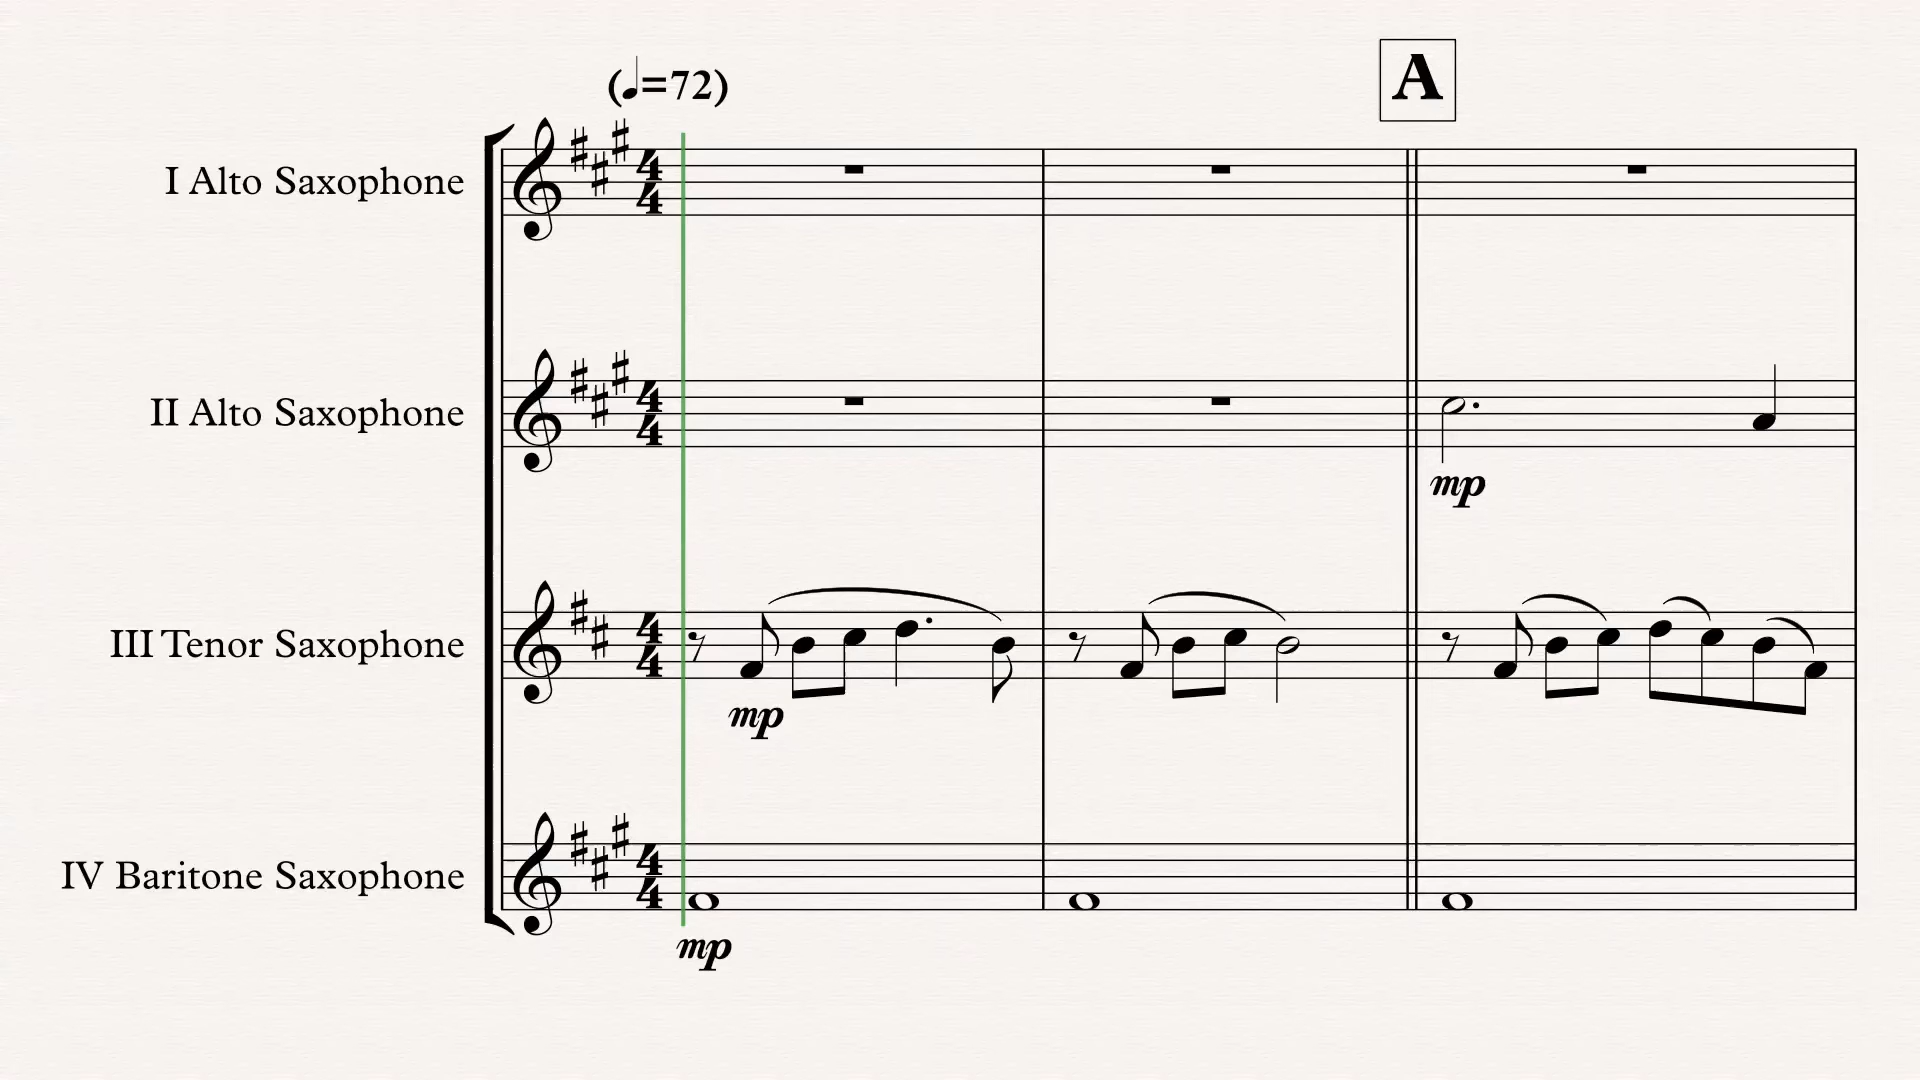 (♩=72)
A
I Alto Saxophone
II Alto Saxophone
mp
III Tenor Saxophone
mp
IV Baritone Saxophone
mp